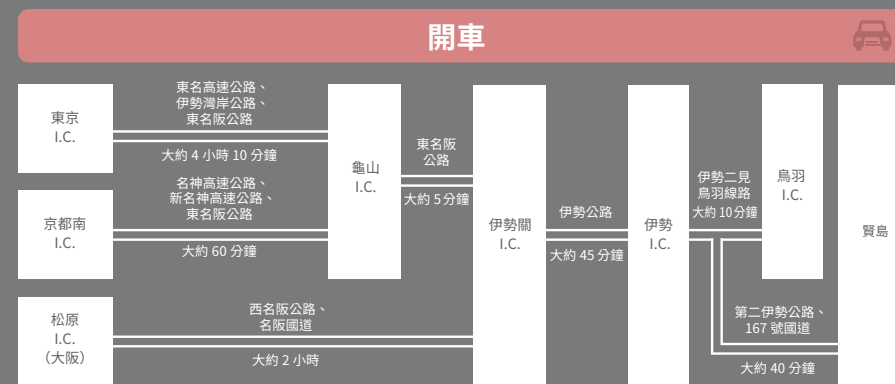 開車
東京
I.C.
東名高速公路、
伊勢灣岸公路、
東名阪公路
大約 4 小時 10 分鐘
京都南
I.C.
名神高速公路、
新名神高速公路、
東名阪公路
大約 60 分鐘
松原
I.C.
（大阪）
西名阪公路、
名阪國道
大約 2 小時
龜山
I.C.
東名阪
公路
大約 5 分鐘
伊勢關
I.C.
伊勢公路
大約 45 分鐘
伊勢
I.C.
伊勢二見
鳥羽線路
大約 10 分鐘
鳥羽
I.C.
第二伊勢公路、
167 號國道
大約 40 分鐘
賢島